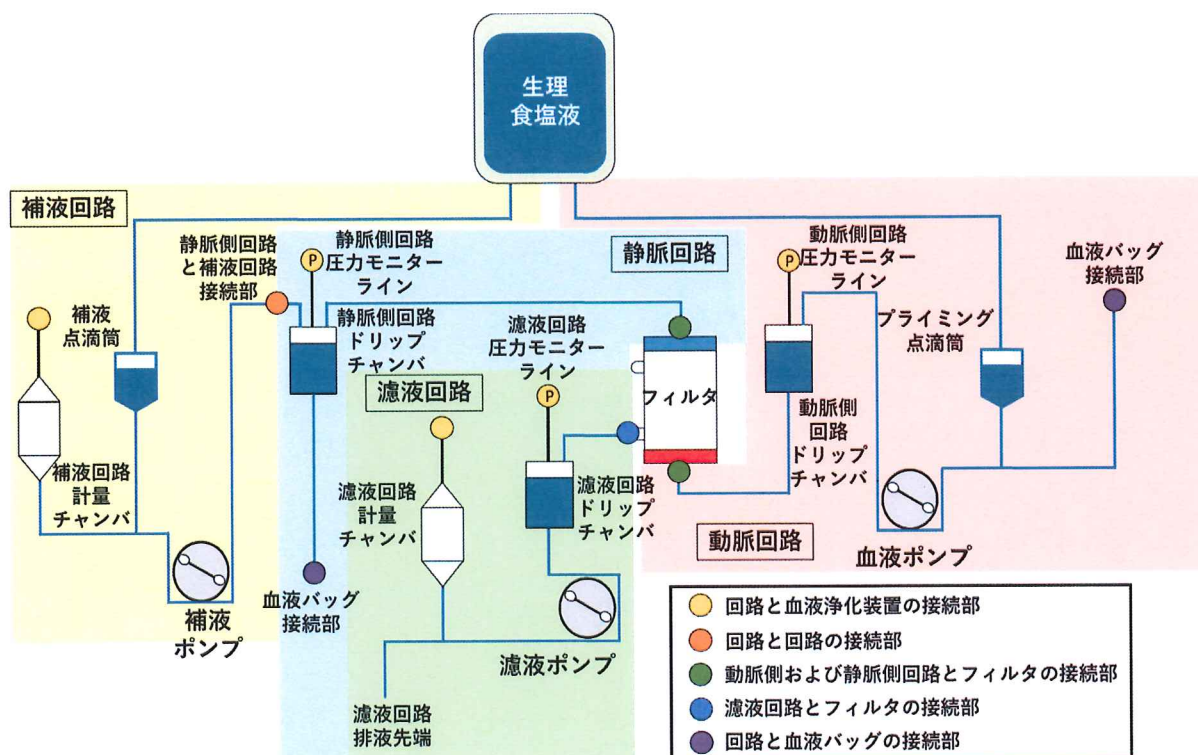 生理
食塩液
補液回路
静脈側回路
と補液回路
接続部
静脈側回路
圧力モニター
ライン
静脈回路
動脈側回路
圧力モニター
ライン
血液バッグ
接続部
P
P
補液
点滴筒
静脈側回路
ドリップ
チャンバ
濾液回路
圧力モニター
ライン
プライミング
点滴筒
P
フィルタ
濾液回路
動脈側
回路
ドリップ
チャンバ
補液回路
計量
チャンバ
濾液回路
計量
チャンバ
濾液回路
ドリップ
チャンバ
動脈回路
血液ポンプ
補液
ポンプ
血液バッグ
接続部
濾液ポンプ
濾液回路
排液先端
回路と血液浄化装置の接続部
回路と回路の接続部
動脈側および静脈側回路とフィルタの接続部
濾液回路とフィルタの接続部
回路と血液バッグの接続部